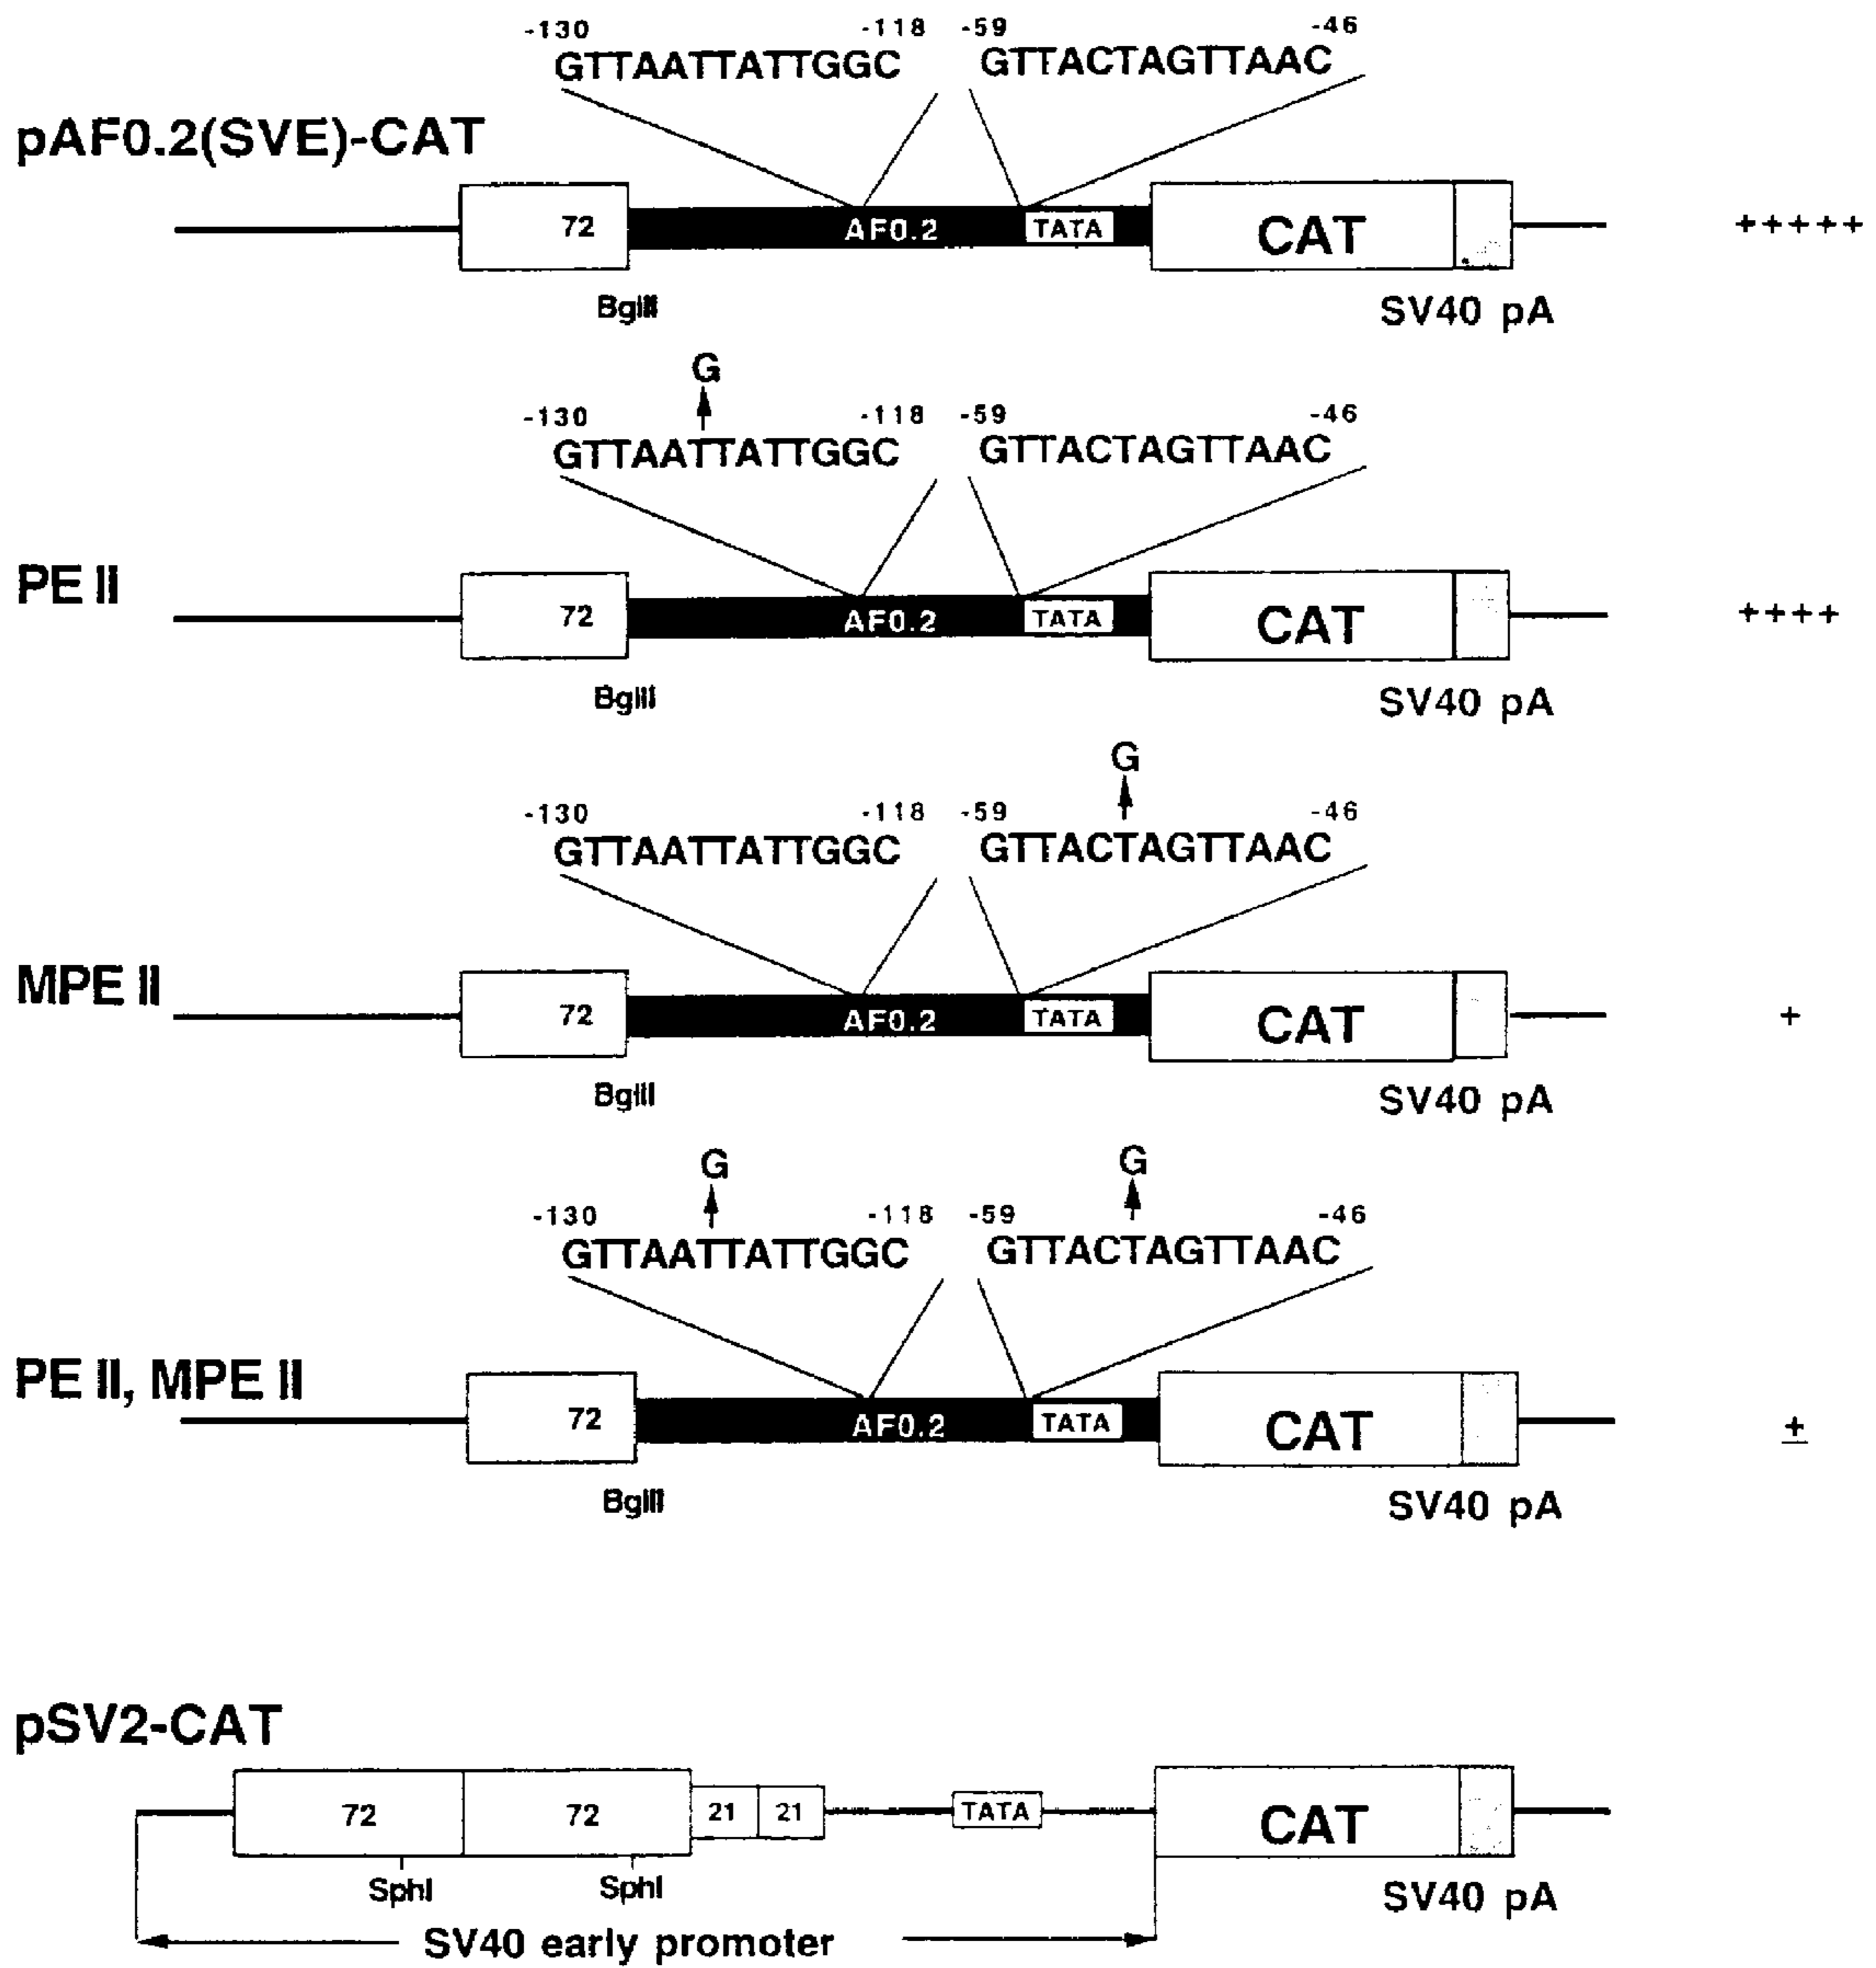 -130 -118 -59 -46
GTTAATTATTGGC GTTACTAGTTAAC
pAF0.2(SVE)-CAT
72 AF0.2 TATA CAT +++++
BglII SV40 pA
G
-130 -118 -59 -46
GTTAATTATTGGC GTTACTAGTTAAC
PE II
72 AF0.2 TATA CAT ++++
BglII SV40 pA
G
-130 -118 -59 -46
GTTAATTATTGGC GTTACTAGTTAAC
MPE II
72 AF0.2 TATA CAT +
BglII SV40 pA
G G
-130 -118 -59 -46
GTTAATTATTGGC GTTACTAGTTAAC
PE II, MPE II
72 AF0.2 TATA CAT ±
BglII SV40 pA
pSV2-CAT
72 72 21 21 TATA CAT
SphI SphI SV40 pA
SV40 early promoter